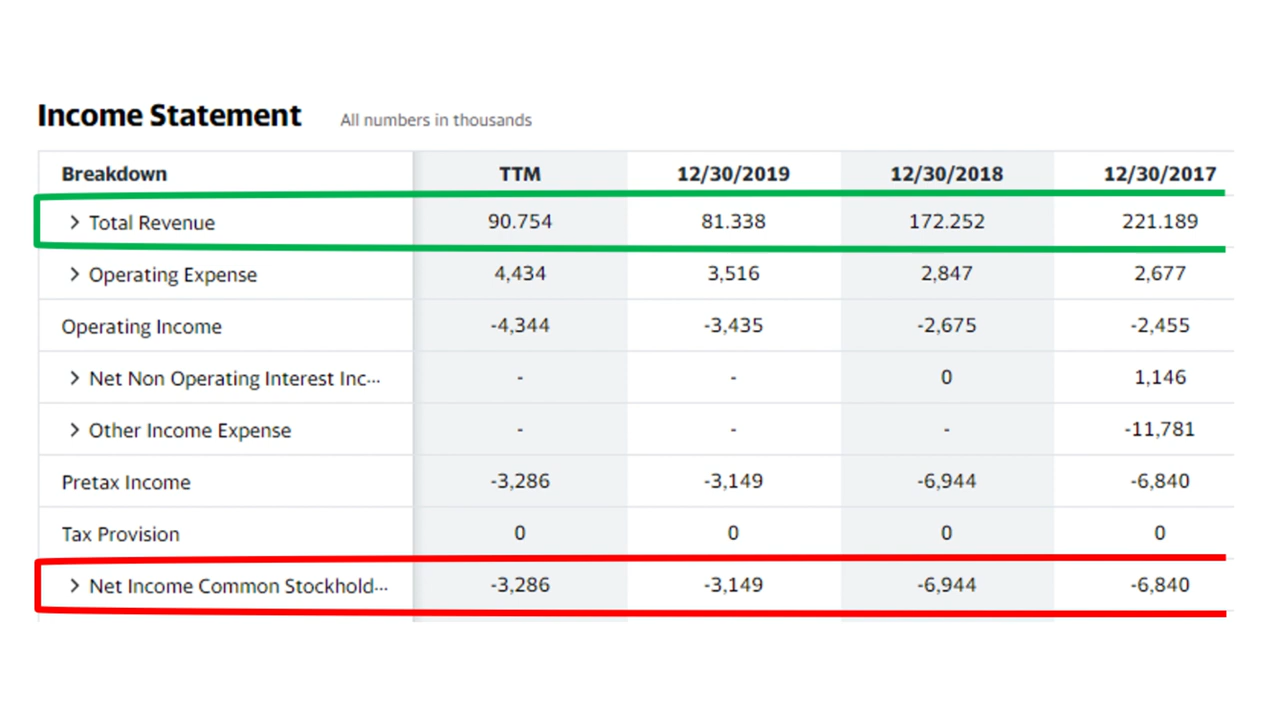 Income Statement All numbers in thousands
Breakdown TTM 12/30/2019 12/30/2018 12/30/2017
> Total Revenue 90.754 81.338 172.252 221.189
> Operating Expense 4,434 3,516 2,847 2,677
Operating Income -4,344 -3,435 -2,675 -2,455
> Net Non Operating Interest Inc... - - 0 1,146
> Other Income Expense - - - -11,781
Pretax Income -3,286 -3,149 -6,944 -6,840
Tax Provision 0 0 0 0
> Net Income Common Stockhold... -3,286 -3,149 -6,944 -6,840